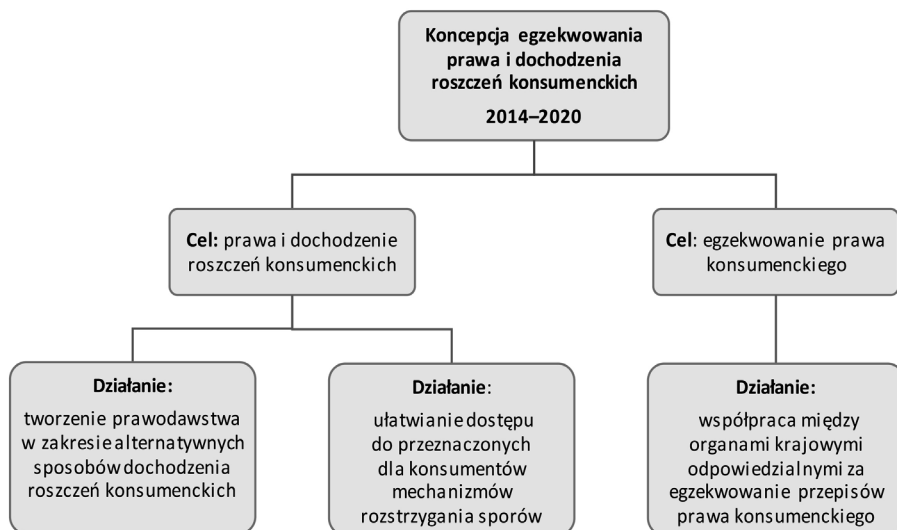 Koncepcja egzekwowania
prawa i dochodzenia
roszczeń konsumenckich
2014–2020
Cel: prawa i dochodzenie
roszczeń konsumenckich
Cel: egzekwowanie prawa
konsumenckiego
Działanie:
tworzenie prawodawstwa
w zakresie alternatywnych
sposobów dochodzenia
roszczeń konsumenckich
Działanie:
ułatwianie dostępu
do przeznaczonych
dla konsumentów
mechanizmów
rozstrzygania sporów
Działanie:
współpraca między
organami krajowymi
odpowiedzialnymi za
egzekwowanie przepisów
prawa konsumenckiego